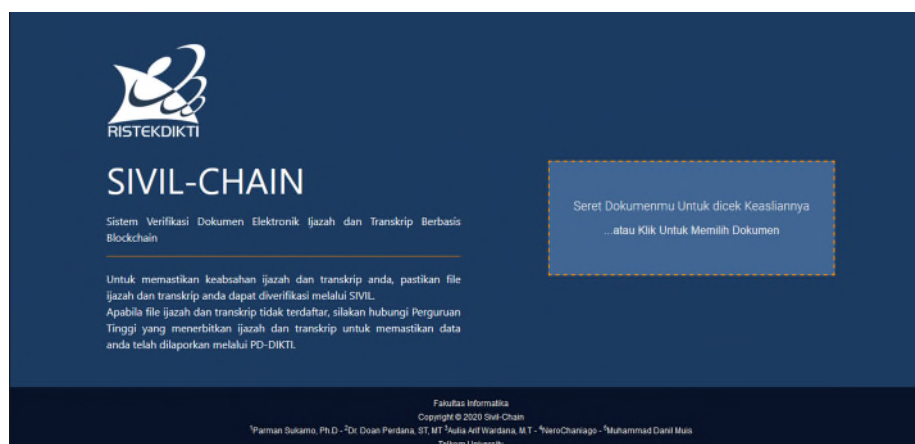 RISTEKDIKTI
SIVIL-CHAIN
Sistem Verifikasi Dokumen Elektronik Ijazah dan Transkrip Berbasis
Blockchain
Untuk memastikan keabsahan ijazah dan transkrip anda, pastikan file
ijazah dan transkrip anda dapat diverifikasi melalui SIVIL.
Apabila file ijazah dan transkrip tidak terdaftar, silakan hubungi Perguruan
Tinggi yang menerbitkan ijazah dan transkrip untuk memastikan data
anda telah dilaporkan melalui PD-DIKTI.
Seret Dokumenmu Untuk dicek Keasliannya
...atau Klik Untuk Memilih Dokumen
Fakultas Informatika
Copyright © 2020 Sivil-Chain
¹Parman Sukarno, Ph.D - ²Dr. Doan Perdana, ST, MT ³Aulia Arif Wardana, M.T - ⁴NeroChaniago - ⁵Muhammad Danil Muis
Telkom University